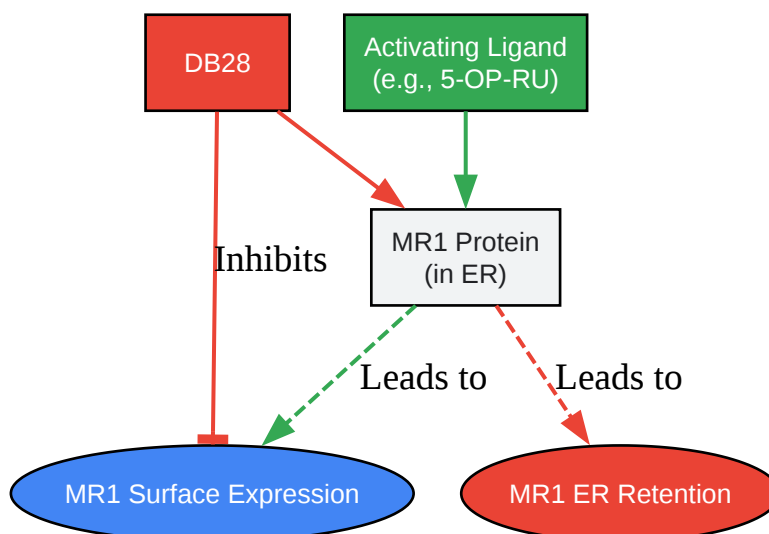 DB28
Activating Ligand
(e.g., 5-OP-RU)
Inhibits
MR1 Protein
(in ER)
Leads to
Leads to
MR1 Surface Expression
MR1 ER Retention